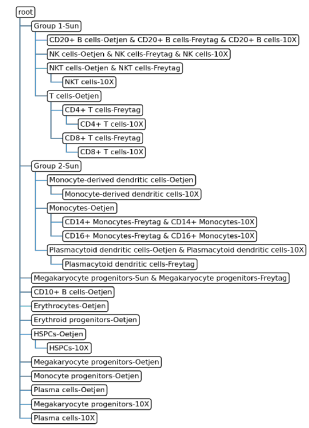 root
Group 1-Sun
CD20+ B cells-Oetjen & CD20+ B cells-Freytag & CD20+ B cells-10X
NK cells-Oetjen & NK cells-Freytag & NK cells-10X
NKT cells-Oetjen & NKT cells-Freytag
NKT cells-10X
T cells-Oetjen
CD4+ T cells-Freytag
CD4+ T cells-10X
CD8+ T cells-Freytag
CD8+ T cells-10X
Group 2-Sun
Monocyte-derived dendritic cells-Oetjen
Monocyte-derived dendritic cells-10X
Monocytes-Oetjen
CD14+ Monocytes-Freytag & CD14+ Monocytes-10X
CD16+ Monocytes-Freytag & CD16+ Monocytes-10X
Plasmacytoid dendritic cells-Oetjen & Plasmacytoid dendritic cells-10X
Plasmacytoid dendritic cells-Freytag
Megakaryocyte progenitors-Sun & Megakaryocyte progenitors-Freytag
CD10+ B cells-Oetjen
Erythrocytes-Oetjen
Erythroid progenitors-Oetjen
HSPCs-Oetjen
HSPCs-10X
Megakaryocyte progenitors-Oetjen
Monocyte progenitors-Oetjen
Plasma cells-Oetjen
Megakaryocyte progenitors-10X
Plasma cells-10X